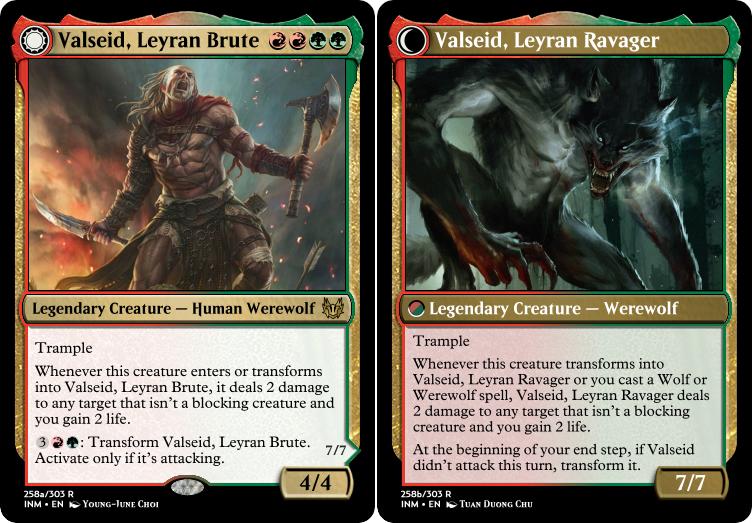 Valseid, Leyran Brute
Legendary Creature — Human Werewolf
Trample
Whenever this creature enters or transforms
into Valseid, Leyran Brute, it deals 2 damage
to any target that isn't a blocking creature and
you gain 2 life.
3: Transform Valseid, Leyran Brute.
Activate only if it's attacking.
7/7
4/4
258a/303 R
INM • EN Young-June Choi
Valseid, Leyran Ravager
Legendary Creature — Werewolf
Trample
Whenever this creature transforms into
Valseid, Leyran Ravager or you cast a Wolf or
Werewolf spell, Valseid, Leyran Ravager deals
2 damage to any target that isn't a blocking
creature and you gain 2 life.
At the beginning of your end step, if Valseid
didn't attack this turn, transform it.
7/7
258b/303 R
INM • EN Tuan Duong Chu